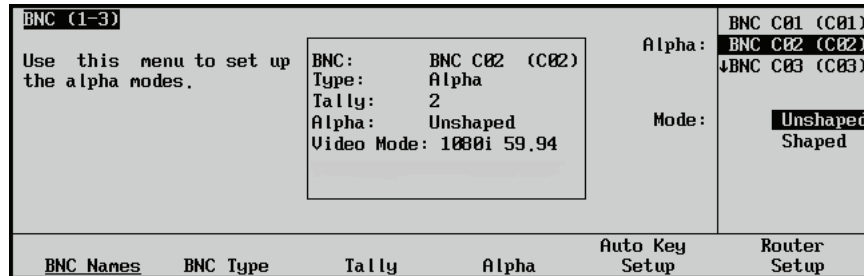 BNC (1-3)
Use this menu to set up
the alpha modes.
BNC: BNC C02 (C02)
Type: Alpha
Tally: 2
Alpha: Unshaped
Video Mode: 1080i 59.94
Alpha:
BNC C01 (C01)
BNC C02 (C02)
↓BNC C03 (C03)
Mode:
Unshaped
Shaped
BNC Names
BNC Type
Tally
Alpha
Auto Key
Setup
Router
Setup